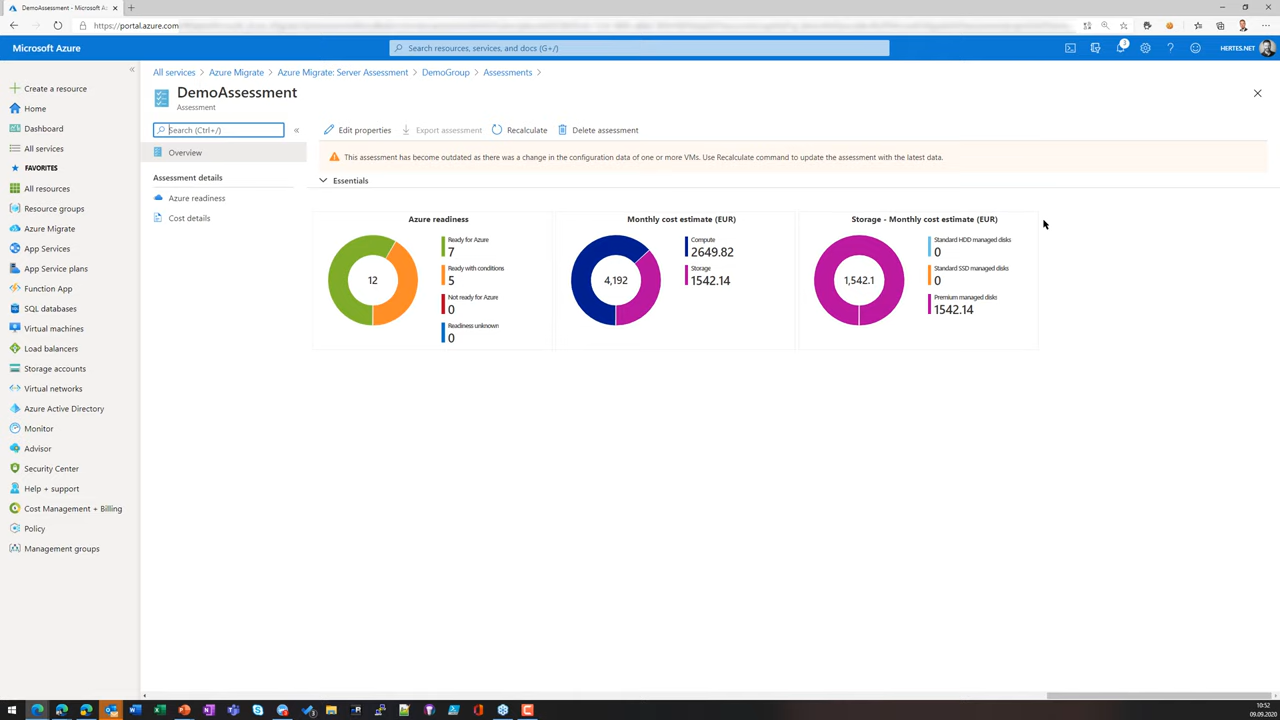 DemoAssessment
https://portal.azure.com
Microsoft Azure
Search resources, services, and docs (G+/)
1
HERTES.NET
Create a resource
Home
Dashboard
All services
FAVORITES
All resources
Resource groups
Azure Migrate
App Services
App Service plans
Function App
SQL databases
Virtual machines
Load balancers
Storage accounts
Virtual networks
Azure Active Directory
Monitor
Advisor
Security Center
Help + support
Cost Management + Billing
Policy
Management groups
All services > Azure Migrate > Azure Migrate: Server Assessment > DemoGroup > Assessments >
DemoAssessment
Assessment
Search (Ctrl+/)
Overview
Assessment details
Azure readiness
Cost details
Edit properties
Export assessment
Recalculate
Delete assessment
This assessment has become outdated as there was a change in the configuration data of one or more VMs. Use Recalculate command to update the assessment with the latest data.
Essentials
Azure readiness
12
Ready for Azure
7
Ready with conditions
5
Not ready for Azure
0
Readiness unknown
0
Monthly cost estimate (EUR)
4,192
Compute
2649.82
Storage
1542.14
Storage - Monthly cost estimate (EUR)
1,542.1
Standard HDD managed disks
0
Standard SSD managed disks
0
Premium managed disks
1542.14
10:52
09.09.2020